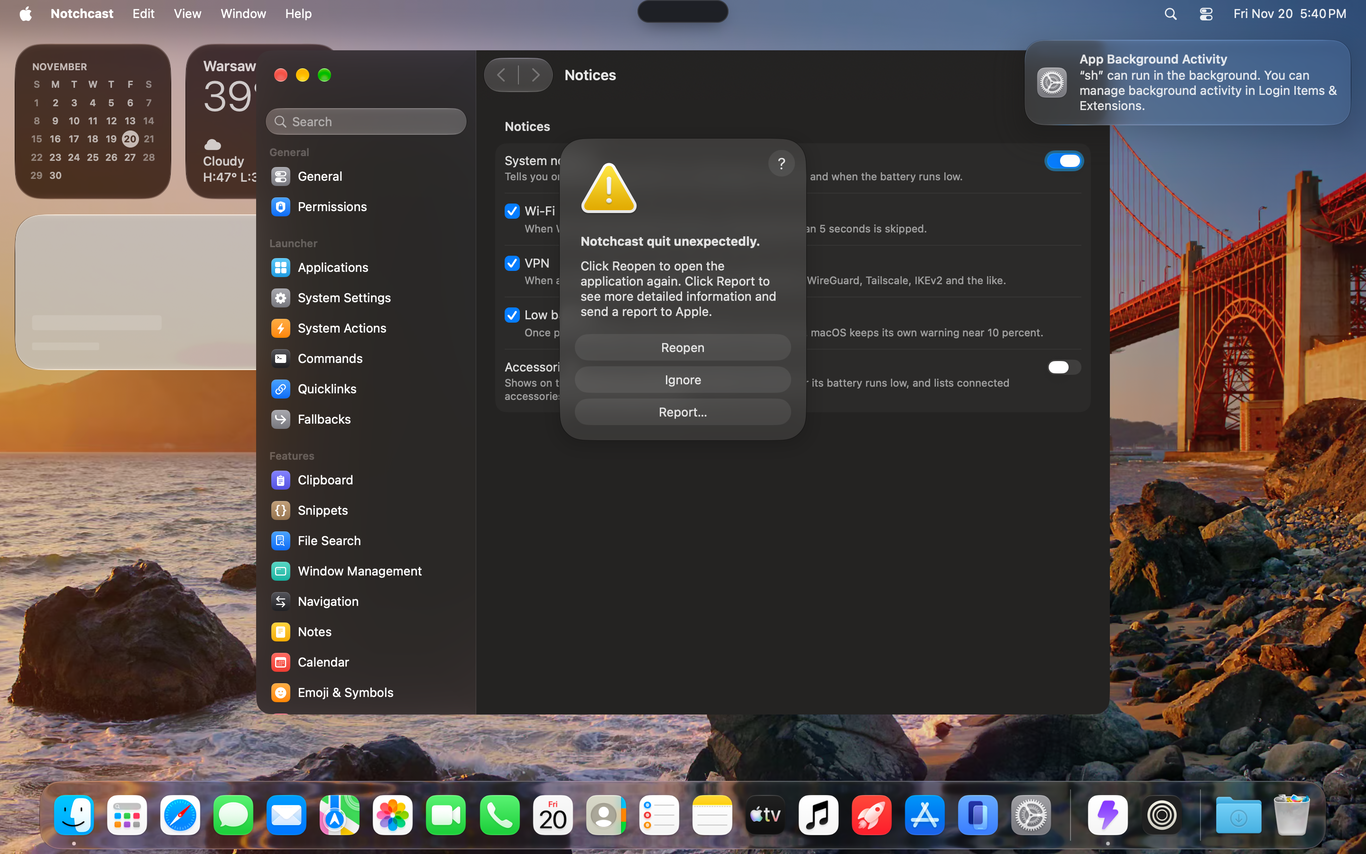 Notchcast Edit View Window Help
Fri Nov 20 5:40 PM
NOVEMBER
S M T W T F S
1 2 3 4 5 6 7
8 9 10 11 12 13 14
15 16 17 18 19 20 21
22 23 24 25 26 27 28
29 30
Warsaw
39°
Cloudy
H:47°
App Background Activity
“sh” can run in the background. You can
manage background activity in Login Items &
Extensions.
Search
General
General
Permissions
Launcher
Applications
System Settings
System Actions
Commands
Quicklinks
Fallbacks
Features
Clipboard
Snippets
File Search
Window Management
Navigation
Notes
Calendar
Emoji & Symbols
Notices
Notices
System
Tells you
and when the battery runs low.
Wi-Fi
When
5 seconds is skipped.
VPN
When
WireGuard, Tailscale, IKEv2 and the like.
Low
Once
macOS keeps its own warning near 10 percent.
Shows on
its battery runs low, and lists connected
?
Notchcast quit unexpectedly.
Click Reopen to open the
application again. Click Report to
see more detailed information and
send a report to Apple.
Reopen
Ignore
Report...
Fri
20
tv